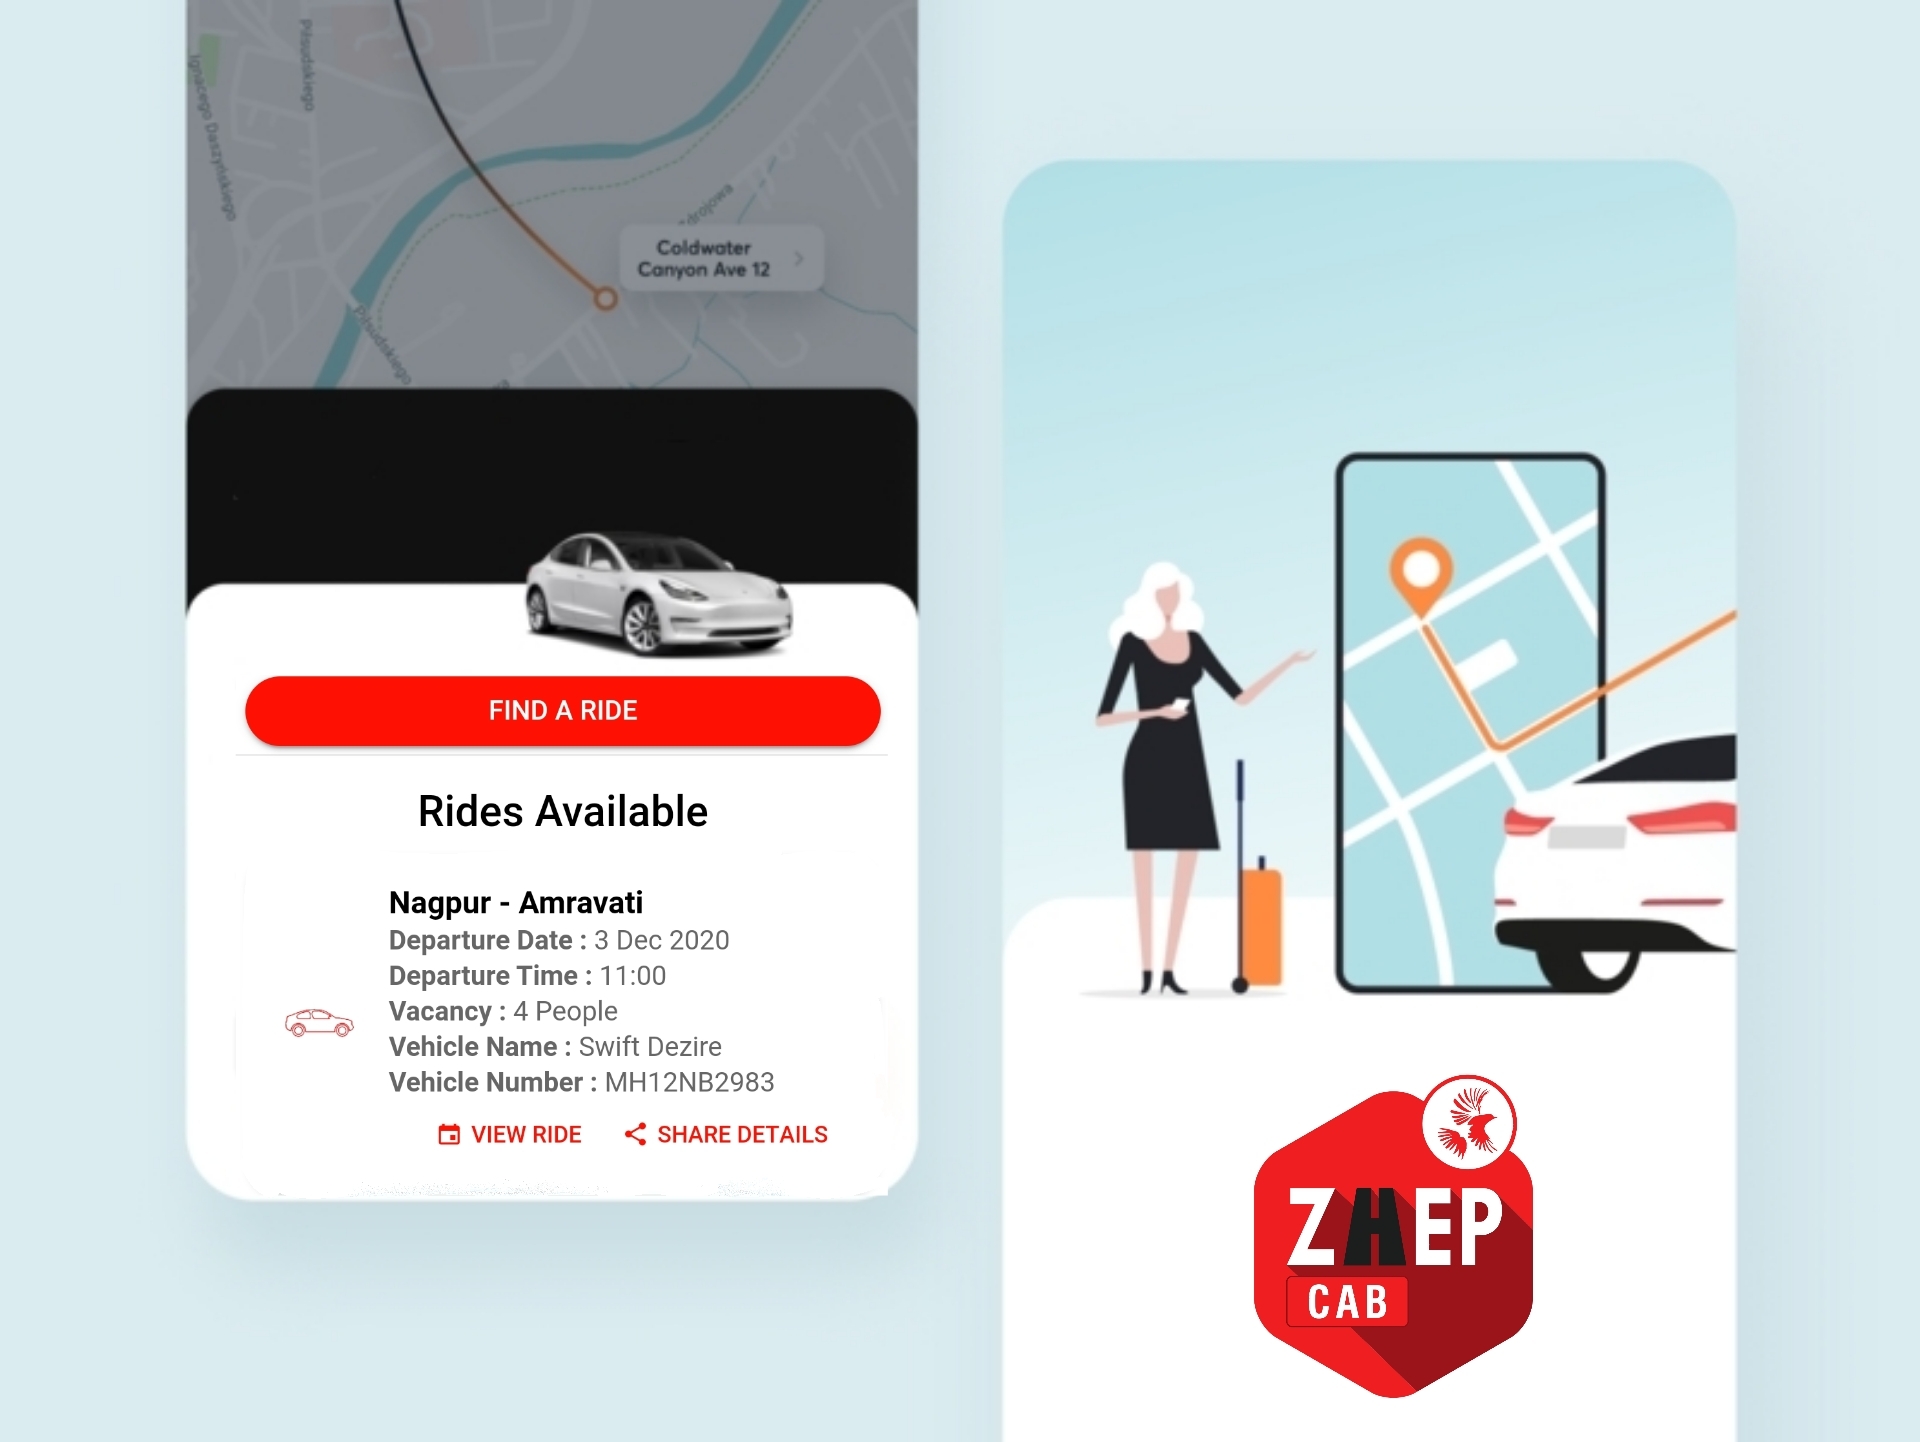 Piłsudskiego
Ignacego Daszyńskiego
drojowa
Coldwater
Canyon Ave 12
Piłsudskiego
FIND A RIDE
Rides Available
Nagpur - Amravati
Departure Date : 3 Dec 2020
Departure Time : 11:00
Vacancy : 4 People
Vehicle Name : Swift Dezire
Vehicle Number : MH12NB2983
VIEW RIDE SHARE DETAILS
ZHEP
CAB